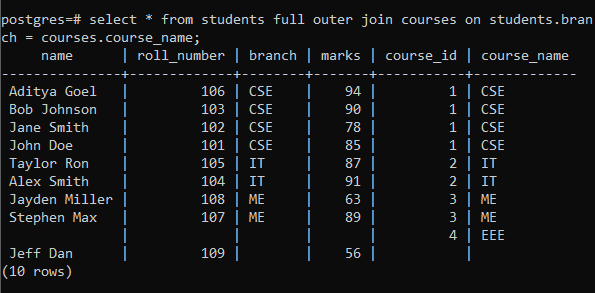 postgres=# select * from students full outer join courses on students.bran
ch = courses.course_name;
     name      | roll_number | branch | marks | course_id | course_name
---------------+-------------+--------+-------+-----------+-------------
 Aditya Goel   |         106 | CSE    |    94 |         1 | CSE
 Bob Johnson   |         103 | CSE    |    90 |         1 | CSE
 Jane Smith    |         102 | CSE    |    78 |         1 | CSE
 John Doe      |         101 | CSE    |    85 |         1 | CSE
 Taylor Ron    |         105 | IT     |    87 |         2 | IT
 Alex Smith    |         104 | IT     |    91 |         2 | IT
 Jayden Miller |         108 | ME     |    63 |         3 | ME
 Stephen Max   |         107 | ME     |    89 |         3 | ME
               |             |        |       |         4 | EEE
 Jeff Dan      |         109 |        |    56 |           |
(10 rows)